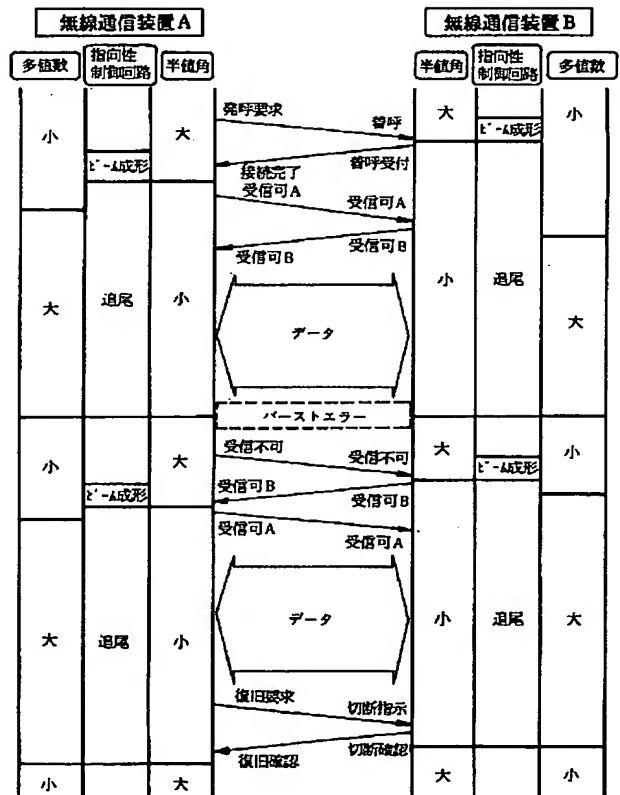 無線通信装置A 無線通信装置B
多値数 指向性制御回路 半値角 半値角 指向性制御回路 多値数
発呼要求
着呼
大 小
ビーム成形
小 大
着呼受付
ビーム成形
接続完了
受信可A 受信可A
受信可B
受信可B
小 追尾
大 追尾 小
データ
大
バーストエラー
受信不可 受信不可
大 小
小 大
ビーム成形
受信可B
ビーム成形
受信可B
受信可A
受信可A
データ
小 追尾 大
大 追尾 小
復旧要求
切断指示
切断確認
復旧確認
小 大 大 小